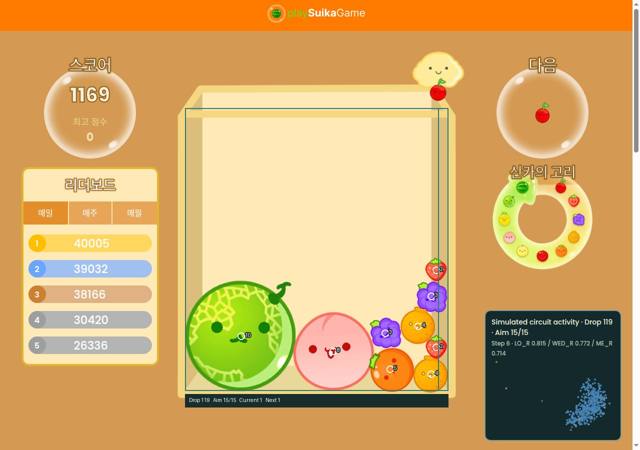 playSuikaGame
스코어
1169
최고 점수
0
리더보드
매일
매주
매월
1 40005
2 39032
3 38166
4 30420
5 26336
다음
산카의 고리
Simulated circuit activity · Drop 119
· Aim 15/15
Step 6 · LO_R 0.815 / WED_R 0.772 / ME_R
0.714
Drop 119 Aim 15/15 Current 1 Next 1